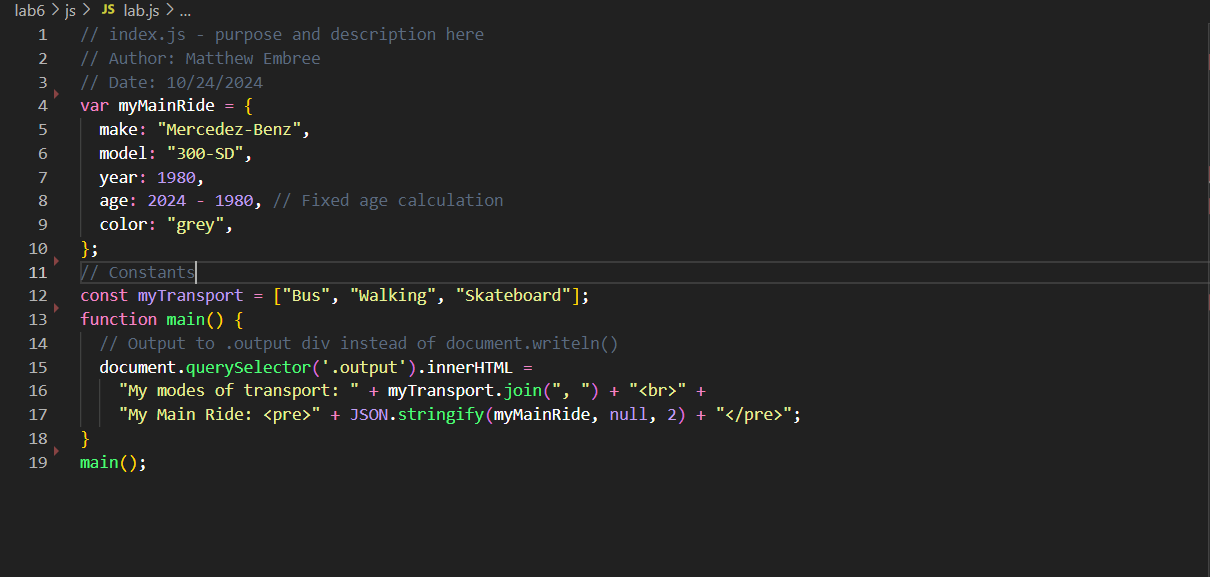 lab6 > js > JS lab.js > ...
1 // index.js - purpose and description here
2 // Author: Matthew Embree
3 // Date: 10/24/2024
4 var myMainRide = {
5   make: "Mercedez-Benz",
6   model: "300-SD",
7   year: 1980,
8   age: 2024 - 1980, // Fixed age calculation
9   color: "grey",
10 };
11 // Constants
12 const myTransport = ["Bus", "Walking", "Skateboard"];
13 function main() {
14   // Output to .output div instead of document.writeln()
15   document.querySelector('.output').innerHTML =
16     "My modes of transport: " + myTransport.join(", ") + "<br>" +
17     "My Main Ride: <pre>" + JSON.stringify(myMainRide, null, 2) + "</pre>";
18 }
19 main();